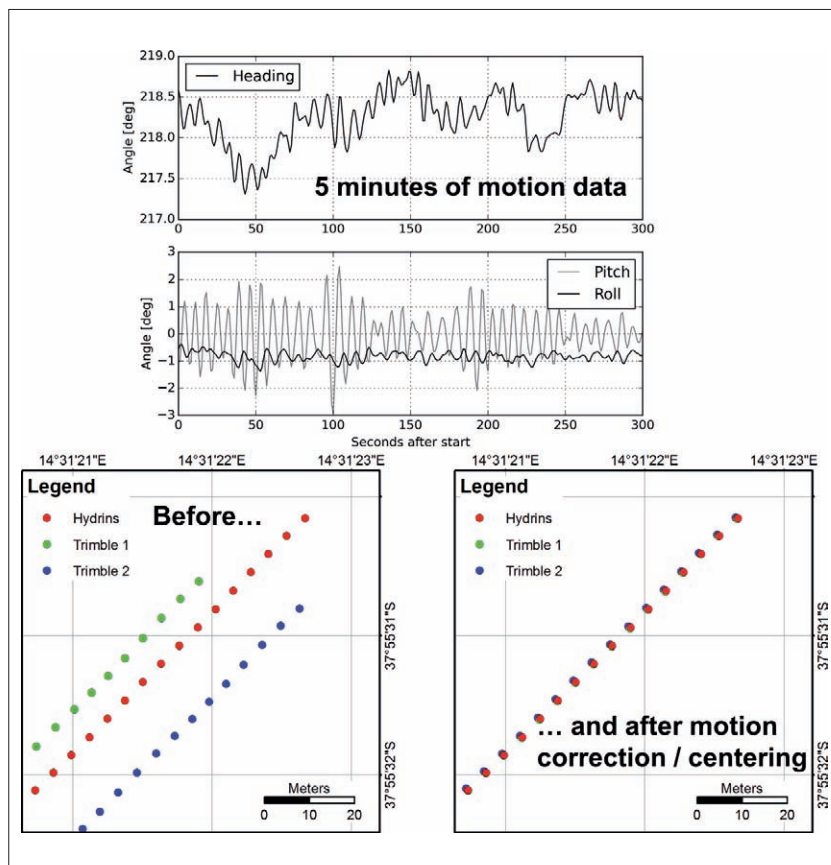 219.0
218.5
218.0
217.5
217.0
Angle [deg]
Heading
5 minutes of motion data
0 50 100 150 200 250 300
3
2
1
0
−1
−2
−3
Angle [deg]
Pitch
Roll
0 50 100 150 200 250 300
Seconds after start
14°31'21"E 14°31'22"E 14°31'23"E
Legend
Hydrins
Trimble 1
Trimble 2
Before...
37°55'31"S
37°55'32"S
Meters
0 10 20
14°31'21"E 14°31'22"E 14°31'23"E
Legend
Hydrins
Trimble 1
Trimble 2
37°55'31"S
... and after motion
correction / centering
37°55'32"S
Meters
0 10 20